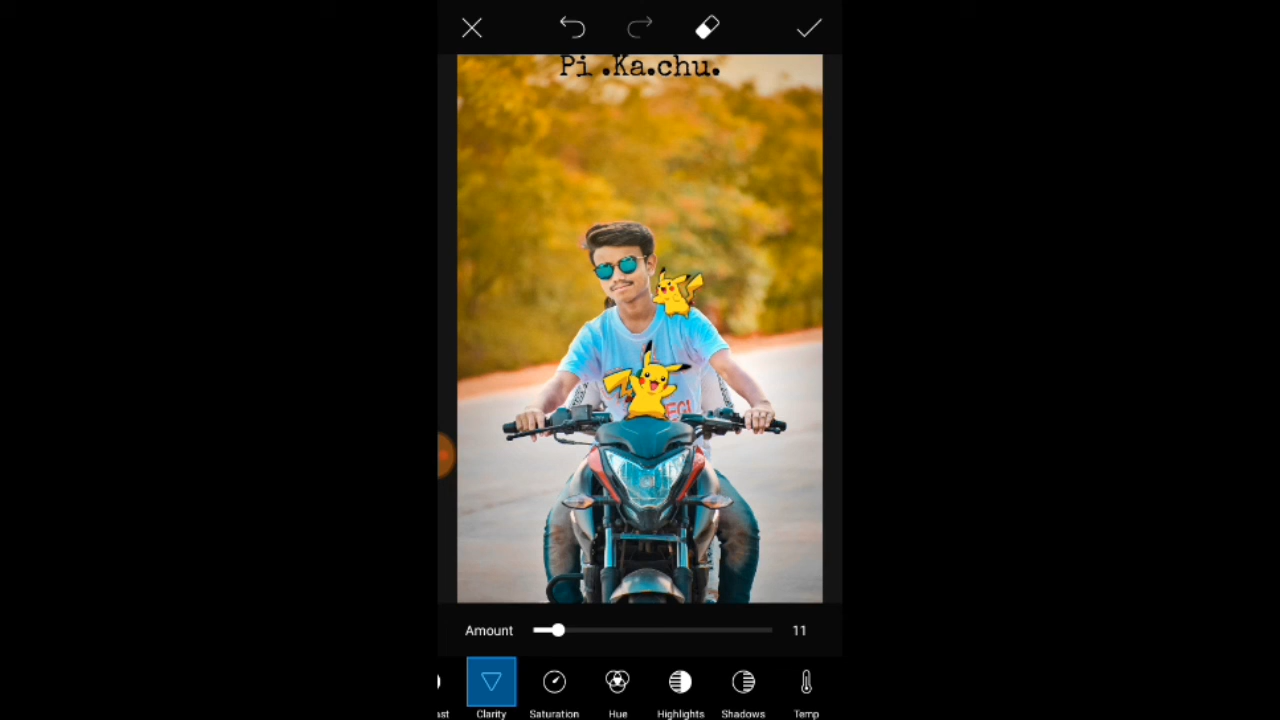 Pi .Ka.chu.
Amount 11
Clarity Saturation Hue Highlights Shadows Temp